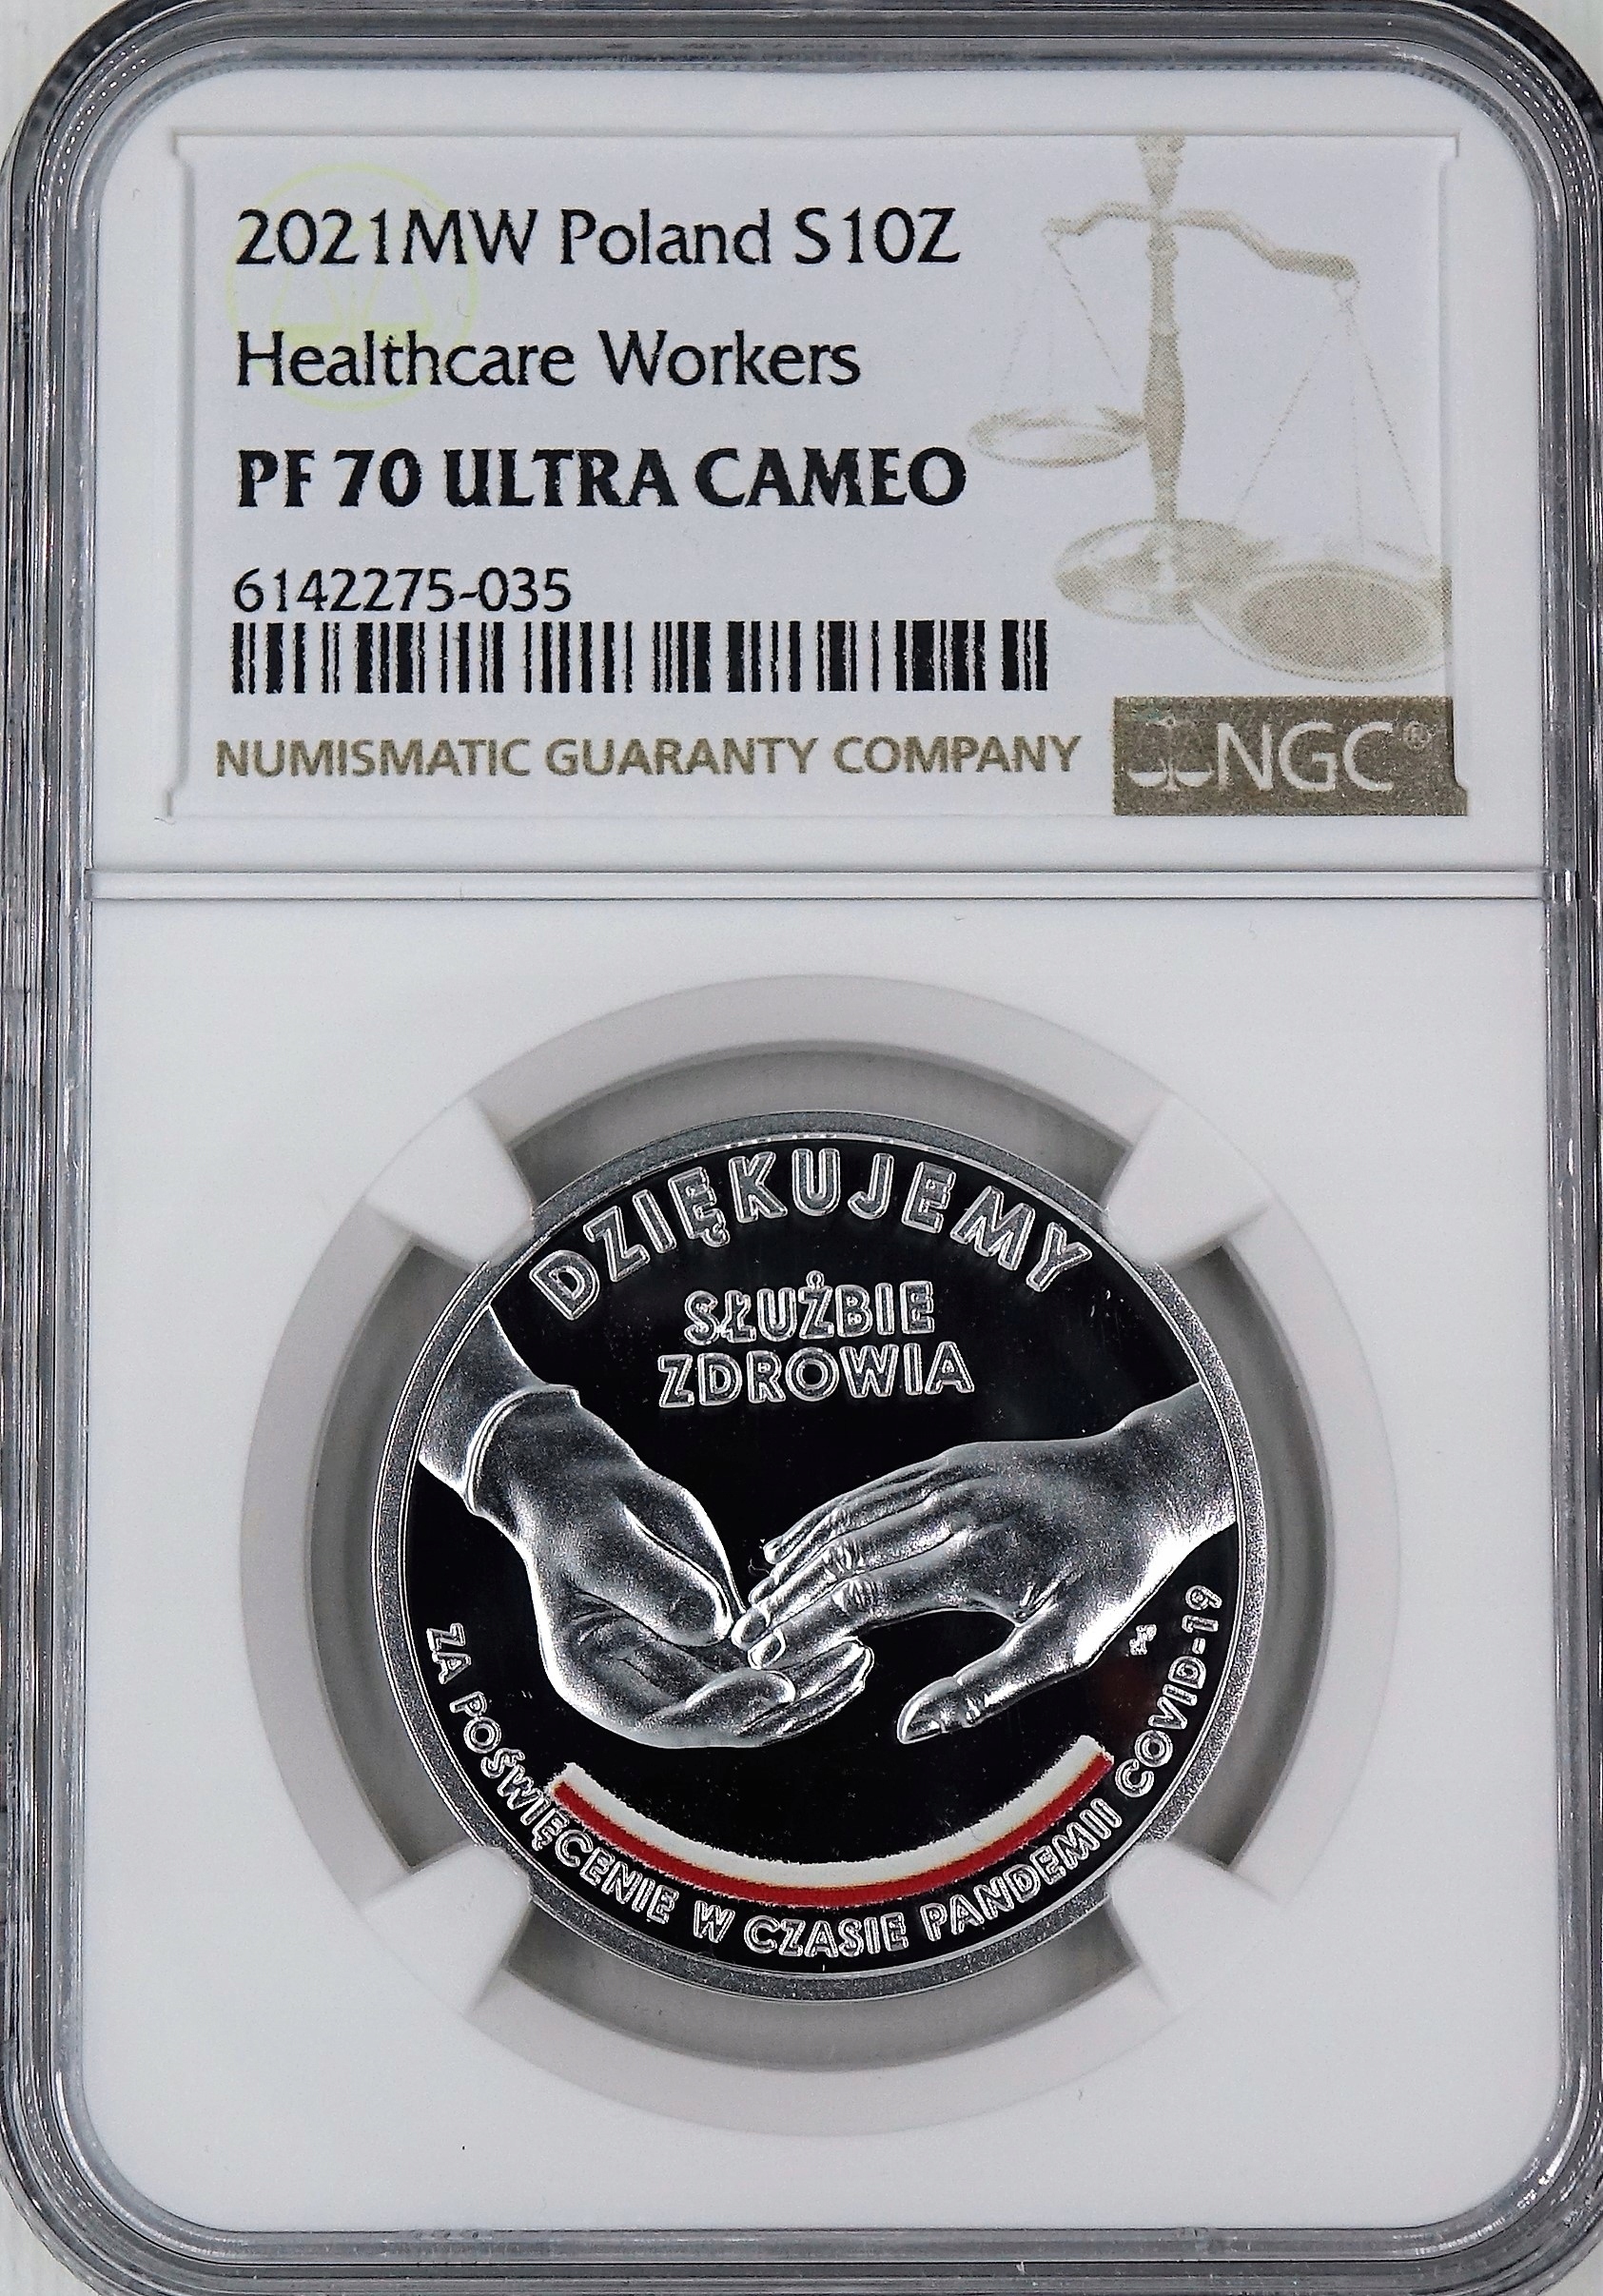 2021MW Poland S10Z
Healthcare Workers
PF 70 ULTRA CAMEO
6142275-035
NUMISMATIC GUARANTY COMPANY
NGC®
DZIĘKUJEMY
SŁUŻBIE
ZDROWIA
ZA POŚWIĘCENIE W CZASIE PANDEMII COVID-19